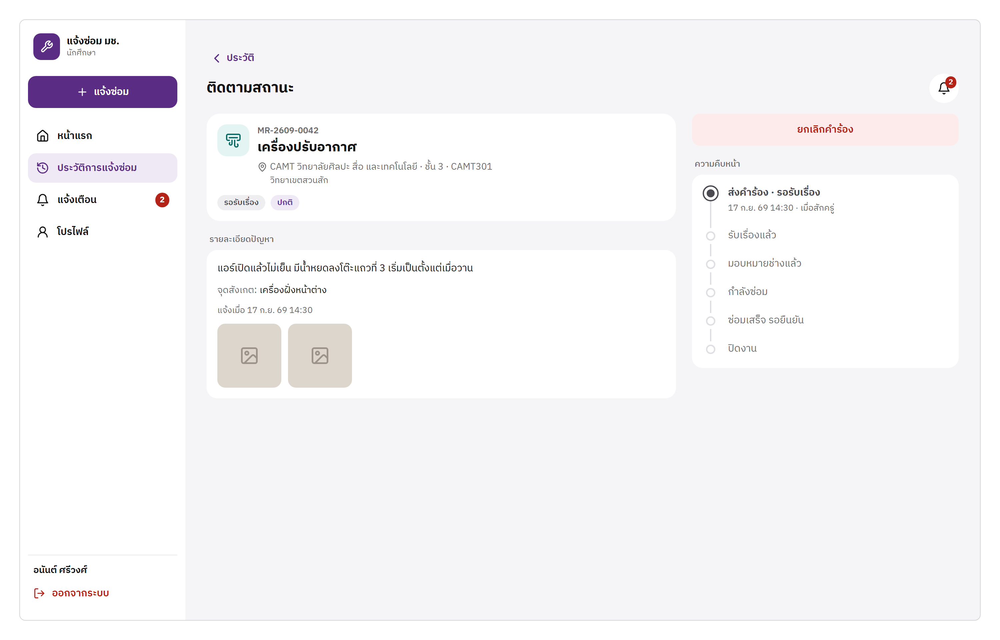 แจ้งซ่อม มช.
นักศึกษา
แจ้งซ่อม
หน้าแรก
ประวัติการแจ้งซ่อม
แจ้งเตือน
2
โปรไฟล์
อนันต์ ศรีวงศ์
ออกจากระบบ
ประวัติ
ติดตามสถานะ
2
MR-2609-0042
เครื่องปรับอากาศ
CAMT วิทยาลัยศิลปะ สื่อ และเทคโนโลยี · ชั้น 3 · CAMT301
วิทยาเขตสวนสัก
รอรับเรื่อง
ปกติ
รายละเอียดปัญหา
แอร์เปิดแล้วไม่เย็น มีน้ำหยดลงโต๊ะแถวที่ 3 เริ่มเป็นตั้งแต่เมื่อวาน
จุดสังเกต: เครื่องฝั่งหน้าต่าง
แจ้งเมื่อ 17 ก.ย. 69 14:30
ยกเลิกคำร้อง
ความคืบหน้า
ส่งคำร้อง · รอรับเรื่อง
17 ก.ย. 69 14:30 · เมื่อสักครู่
รับเรื่องแล้ว
มอบหมายช่างแล้ว
กำลังซ่อม
ซ่อมเสร็จ รอยืนยัน
ปิดงาน